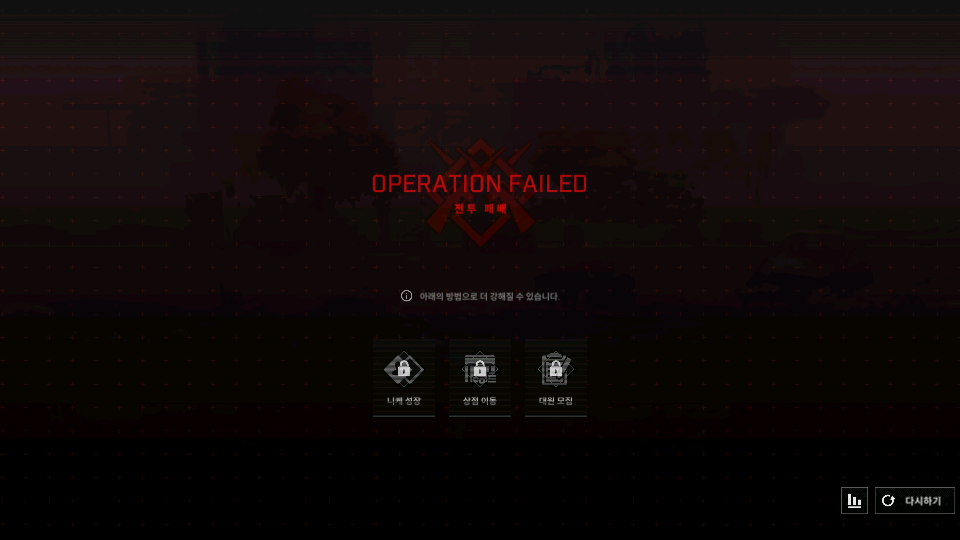 OPERATION FAILED
전투 패배
아래의 방법으로 더 강해질 수 있습니다.
니케 성장
상점 이동
대원 모집
다시하기